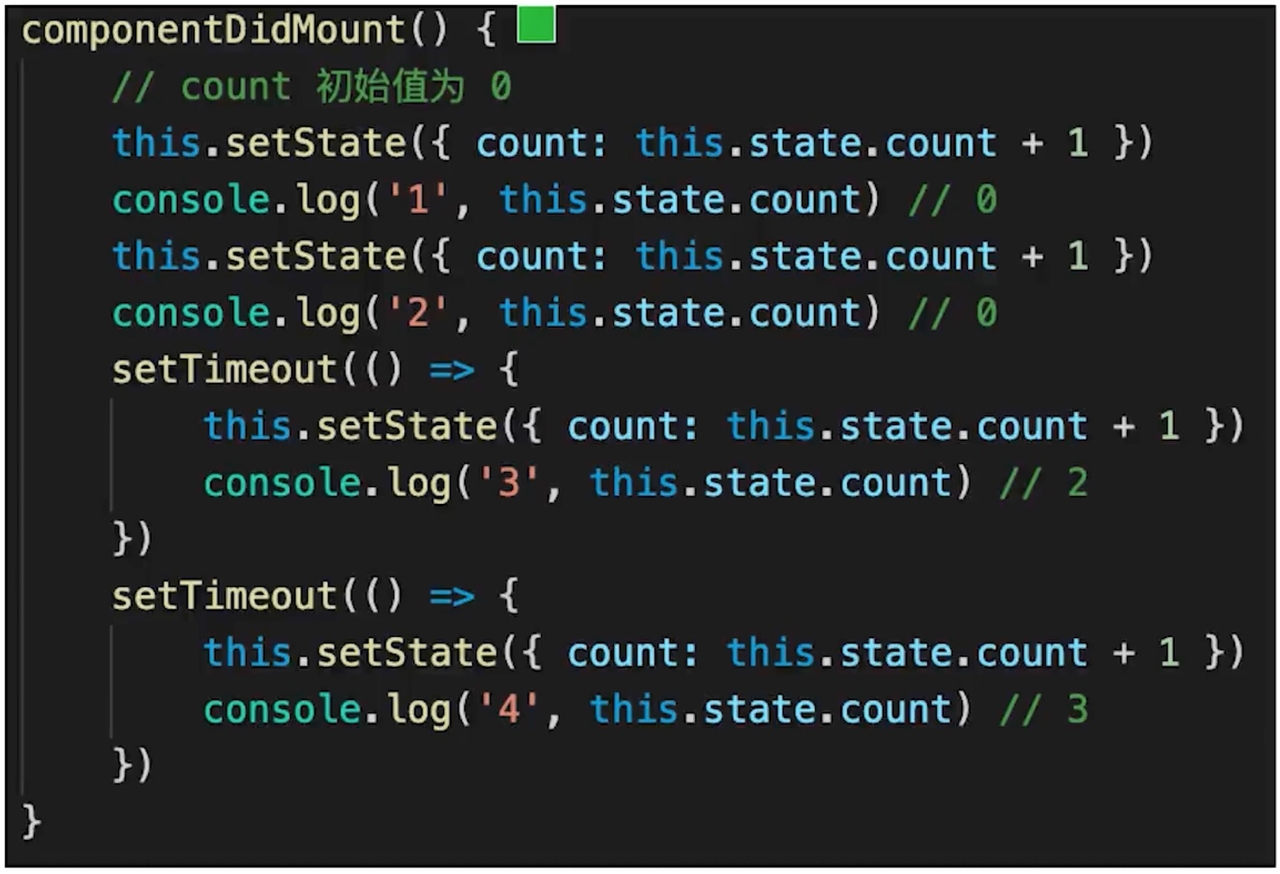 componentDidMount() {
// count 初始值为 0
this.setState({ count: this.state.count + 1 })
console.log('1', this.state.count) // 0
this.setState({ count: this.state.count + 1 })
console.log('2', this.state.count) // 0
setTimeout(() => {
this.setState({ count: this.state.count + 1 })
console.log('3', this.state.count) // 2
})
setTimeout(() => {
this.setState({ count: this.state.count + 1 })
console.log('4', this.state.count) // 3
})
}